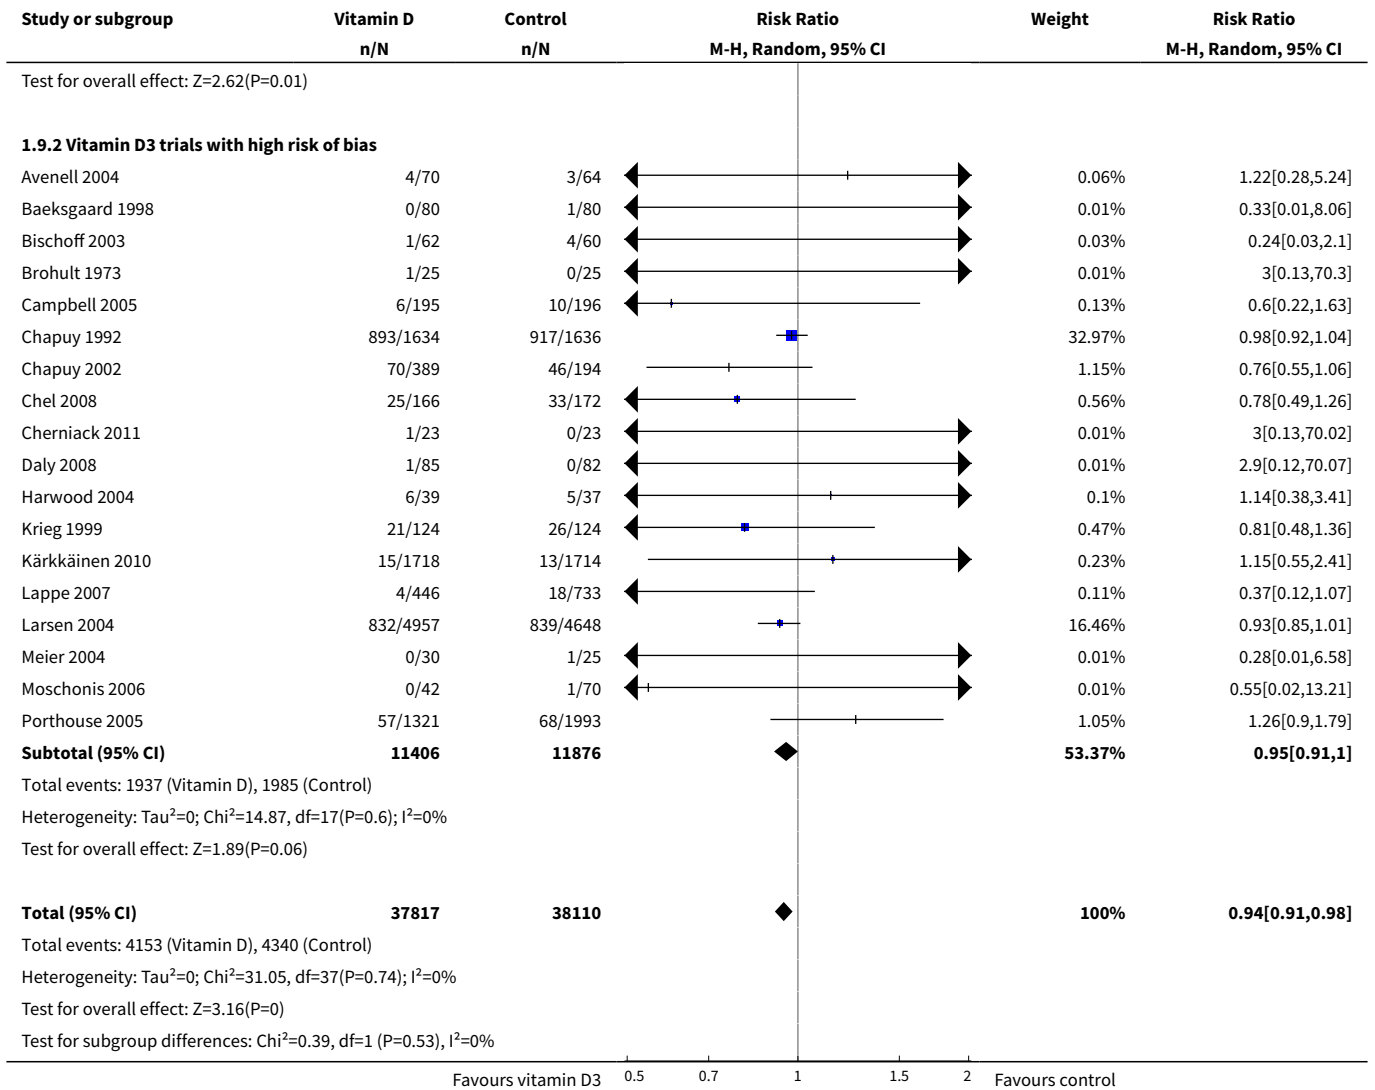 Study or subgroup Vitamin D Control Risk Ratio Weight Risk Ratio
n/N n/N M-H, Random, 95% CI M-H, Random, 95% CI
Test for overall effect: Z=2.62(P=0.01)
1.9.2 Vitamin D3 trials with high risk of bias
Avenell 2004 4/70 3/64 0.06% 1.22[0.28,5.24]
Baeksgaard 1998 0/80 1/80 0.01% 0.33[0.01,8.06]
Bischoff 2003 1/62 4/60 0.03% 0.24[0.03,2.1]
Brohult 1973 1/25 0/25 0.01% 3[0.13,70.3]
Campbell 2005 6/195 10/196 0.13% 0.6[0.22,1.63]
Chapuy 1992 893/1634 917/1636 32.97% 0.98[0.92,1.04]
Chapuy 2002 70/389 46/194 1.15% 0.76[0.55,1.06]
Chel 2008 25/166 33/172 0.56% 0.78[0.49,1.26]
Cherniack 2011 1/23 0/23 0.01% 3[0.13,70.02]
Daly 2008 1/85 0/82 0.01% 2.9[0.12,70.07]
Harwood 2004 6/39 5/37 0.1% 1.14[0.38,3.41]
Krieg 1999 21/124 26/124 0.47% 0.81[0.48,1.36]
Kärkkäinen 2010 15/1718 13/1714 0.23% 1.15[0.55,2.41]
Lappe 2007 4/446 18/733 0.11% 0.37[0.12,1.07]
Larsen 2004 832/4957 839/4648 16.46% 0.93[0.85,1.01]
Meier 2004 0/30 1/25 0.01% 0.28[0.01,6.58]
Moschonis 2006 0/42 1/70 0.01% 0.55[0.02,13.21]
Porthouse 2005 57/1321 68/1993 1.05% 1.26[0.9,1.79]
Subtotal (95% CI) 11406 11876 53.37% 0.95[0.91,1]
Total events: 1937 (Vitamin D), 1985 (Control)
Heterogeneity: Tau²=0; Chi²=14.87, df=17(P=0.6); I²=0%
Test for overall effect: Z=1.89(P=0.06)
Total (95% CI) 37817 38110 100% 0.94[0.91,0.98]
Total events: 4153 (Vitamin D), 4340 (Control)
Heterogeneity: Tau²=0; Chi²=31.05, df=37(P=0.74); I²=0%
Test for overall effect: Z=3.16(P=0)
Test for subgroup differences: Chi²=0.39, df=1 (P=0.53), I²=0%
Favours vitamin D3 0.5 0.7 1 1.5 2 Favours control